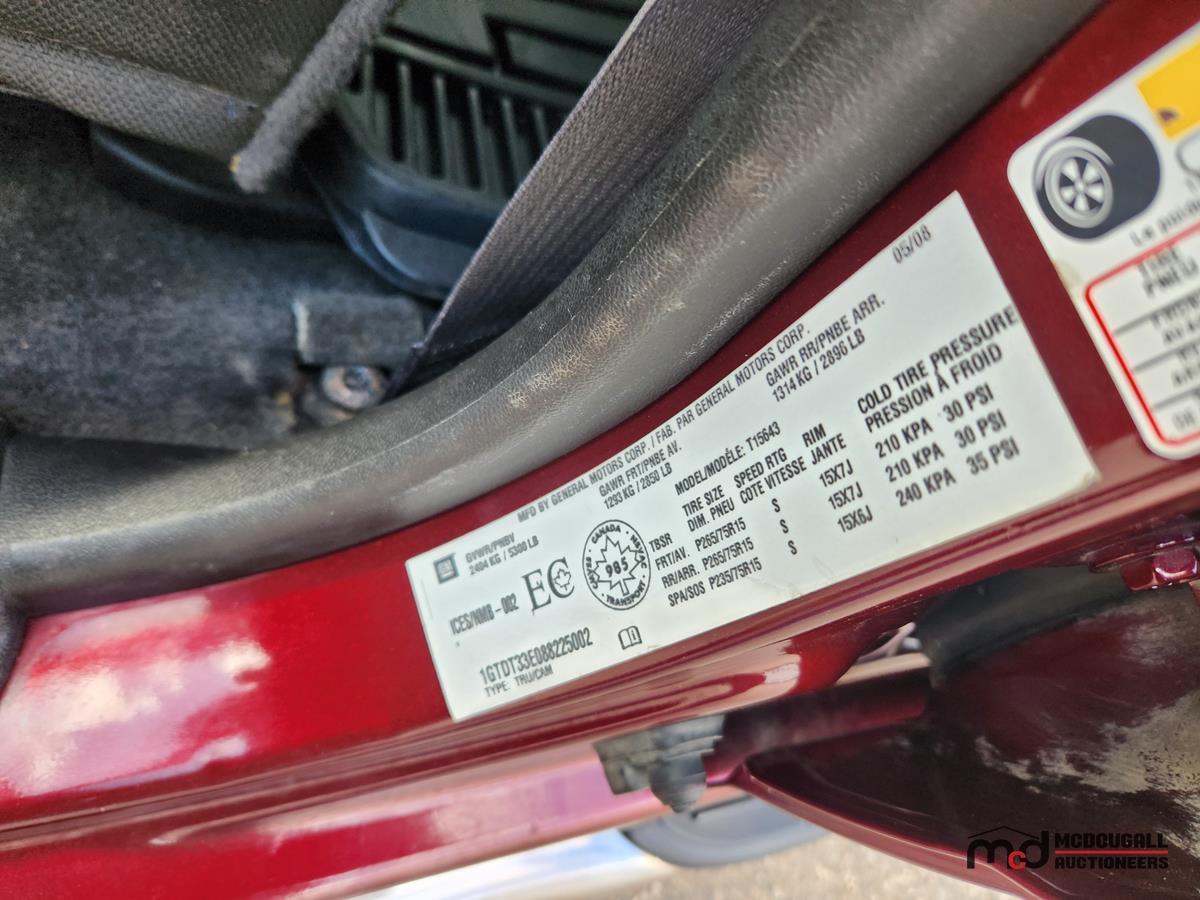 MFD BY GENERAL MOTORS CORP. / FAB. PAR GENERAL MOTORS CORP. 05/08
GM
GVWR/PNBV GAWR FRT/PNBE AV. GAWR RR/PNBE ARR.
2404 KG / 5300 LB 1293 KG / 2850 LB 1314 KG / 2896 LB
MODEL/MODÈLE: T15643
TIRE SIZE SPEED RTG RIM COLD TIRE PRESSURE
TBSR DIM. PNEU COTE VITESSE JANTE PRESSION À FROID
FRT/AV. P265/75R15 S 15X7J 210 KPA 30 PSI
RR/ARR. P265/75R15 S 15X7J 210 KPA 30 PSI
SPA/SOS P235/75R15 S 15X6J 240 KPA 35 PSI
ICES/NMB-002 EC
CANADA
985
TRANSPORT
1GTDT33E088225002
TYPE: TRU/CAM
TIRE
PNEU
McD MCDOUGALL
AUCTIONEERS